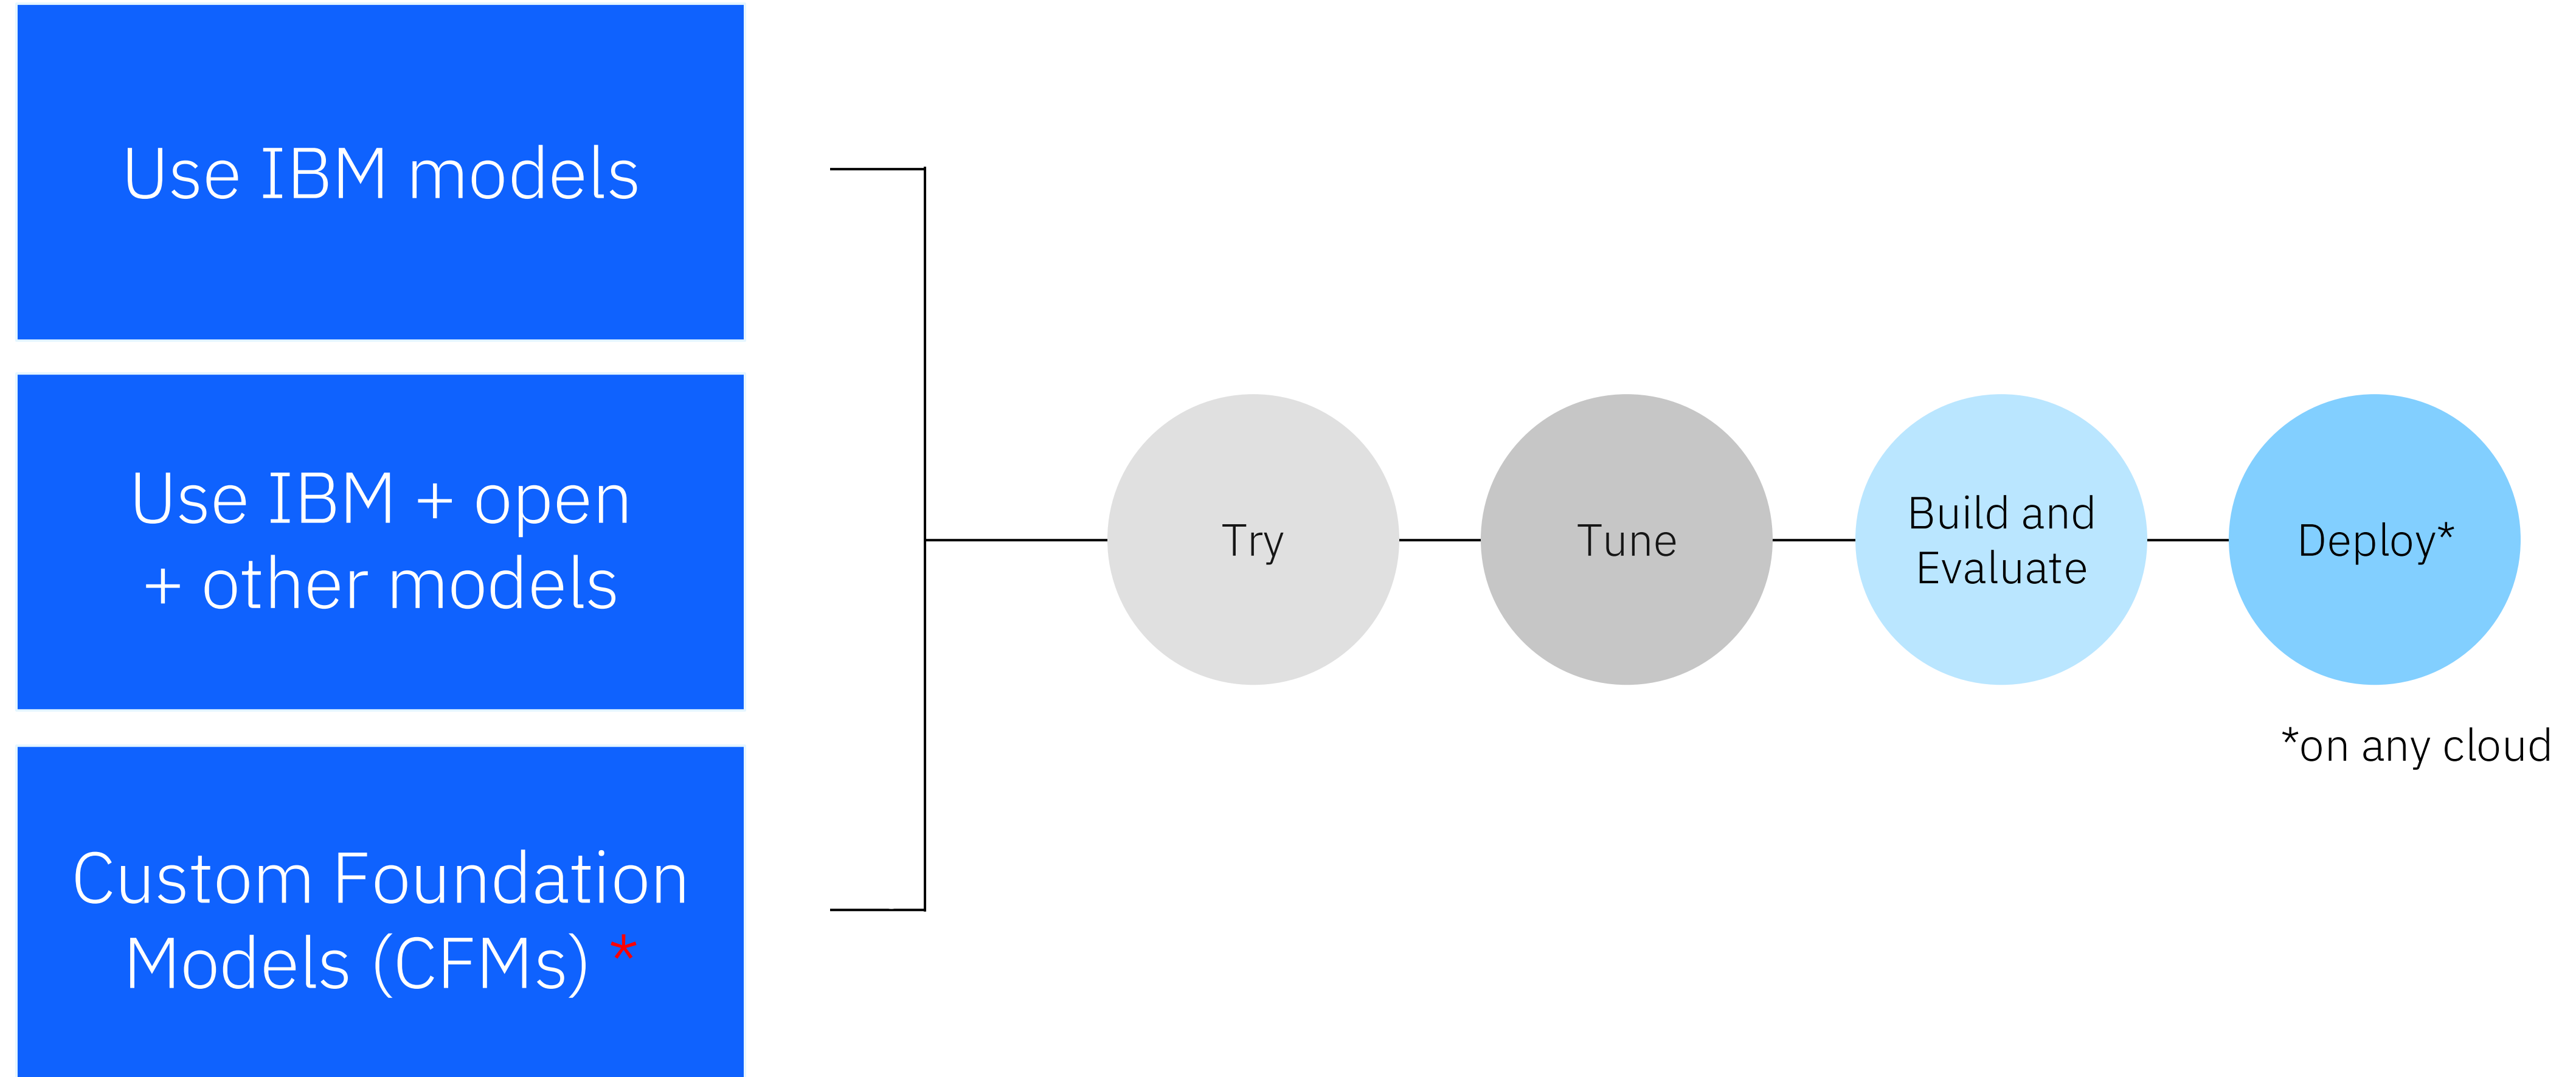 Use IBM models
Use IBM + open
+ other models
Custom Foundation
Models (CFMs) *
Try
Tune
Build and
Evaluate
Deploy*
*on any cloud